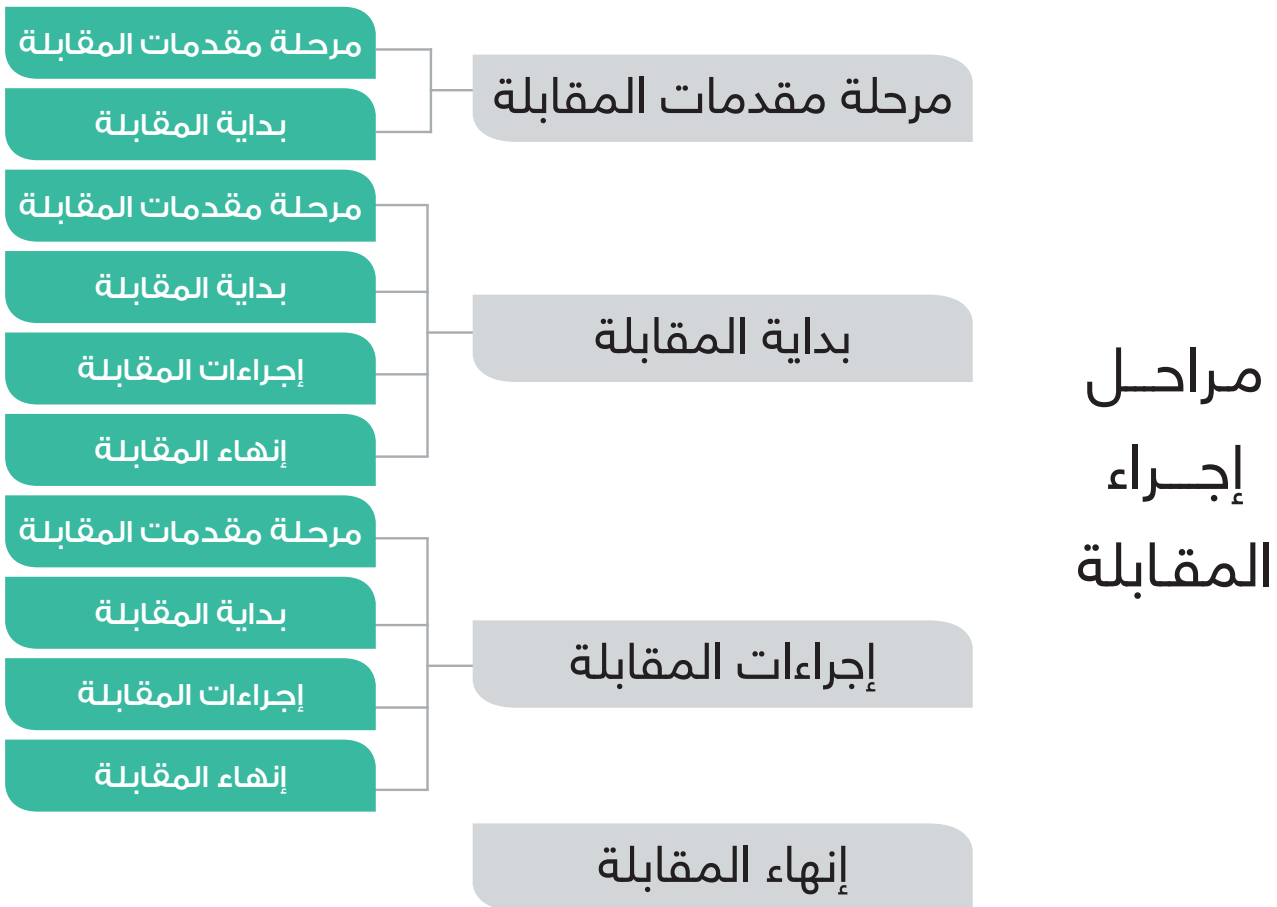 مراحل
إجراء
المقابلة
مرحلة مقدمات المقابلة
مرحلة مقدمات المقابلة
بداية المقابلة
بداية المقابلة
مرحلة مقدمات المقابلة
بداية المقابلة
إجراءات المقابلة
إنهاء المقابلة
إجراءات المقابلة
مرحلة مقدمات المقابلة
بداية المقابلة
إجراءات المقابلة
إنهاء المقابلة
إنهاء المقابلة